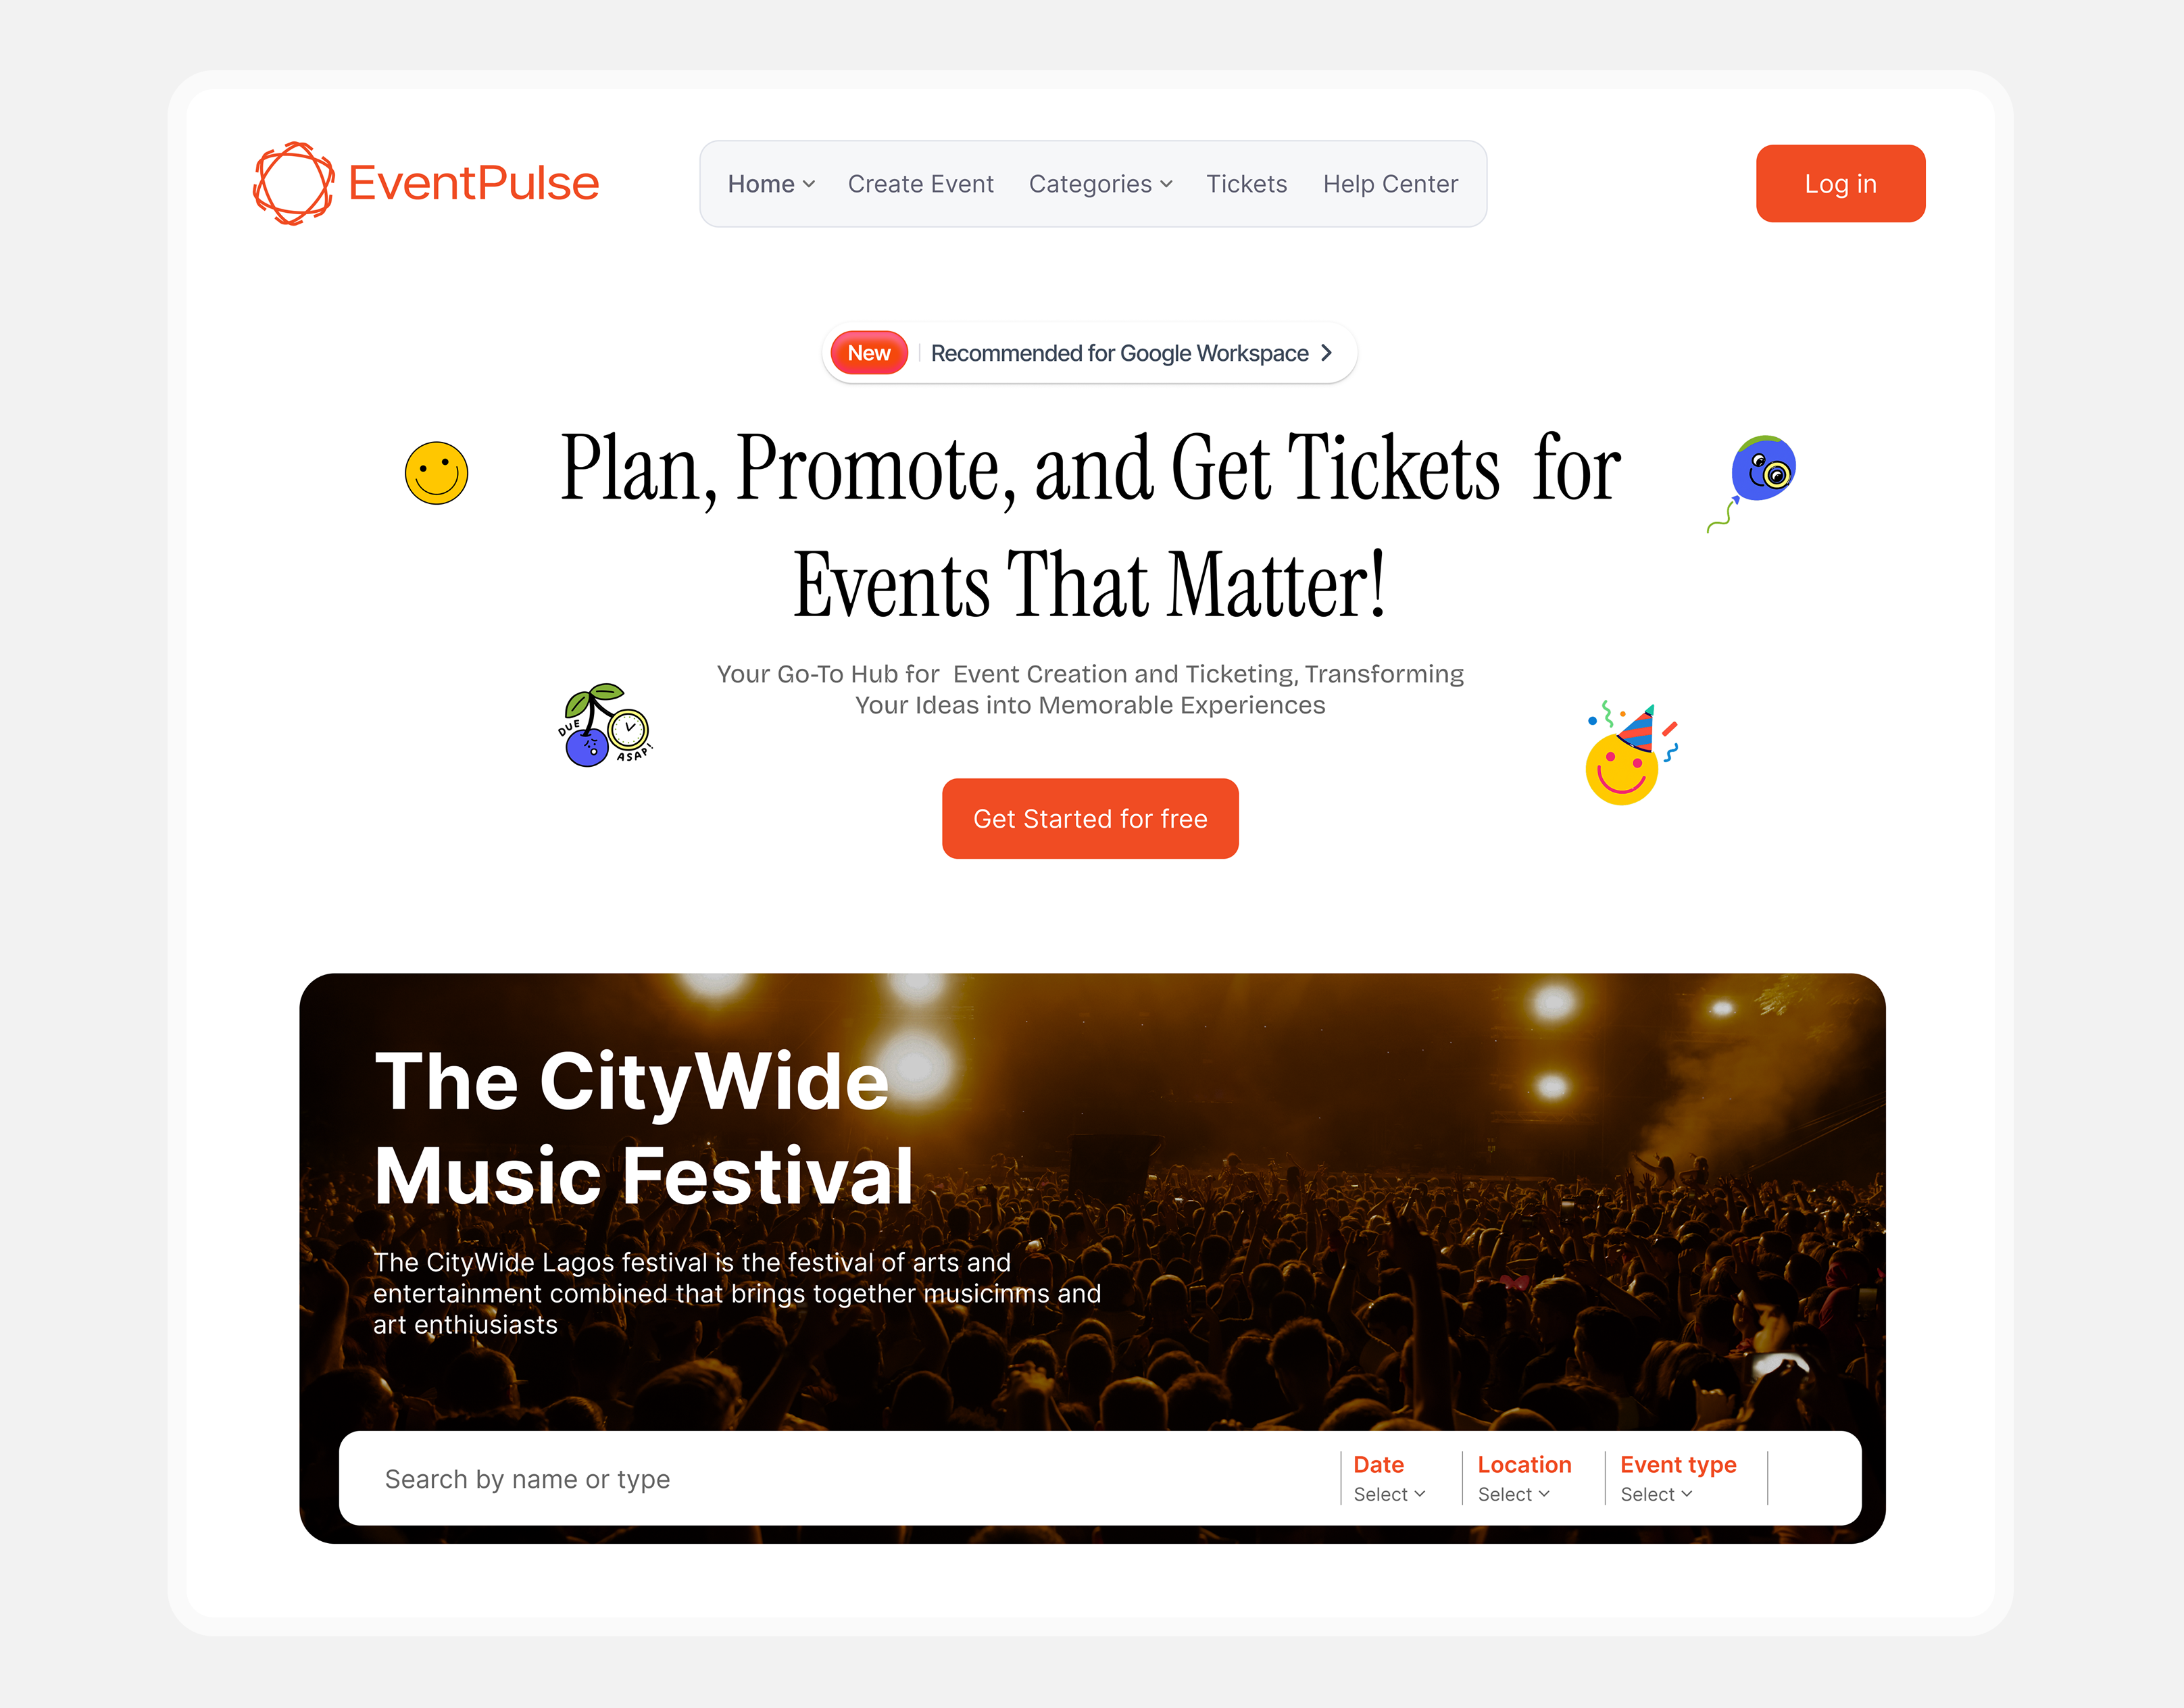 EventPulse
Home
Create Event
Categories
Tickets
Help Center
Log in
New
Recommended for Google Workspace
Plan, Promote, and Get Tickets for
Events That Matter!
Your Go-To Hub for Event Creation and Ticketing, Transforming
Your Ideas into Memorable Experiences
DUE
ASAP!
Get Started for free
The CityWide
Music Festival
The CityWide Lagos festival is the festival of arts and
entertainment combined that brings together musicinms and
art enthiusiasts
Search by name or type
Date
Select
Location
Select
Event type
Select